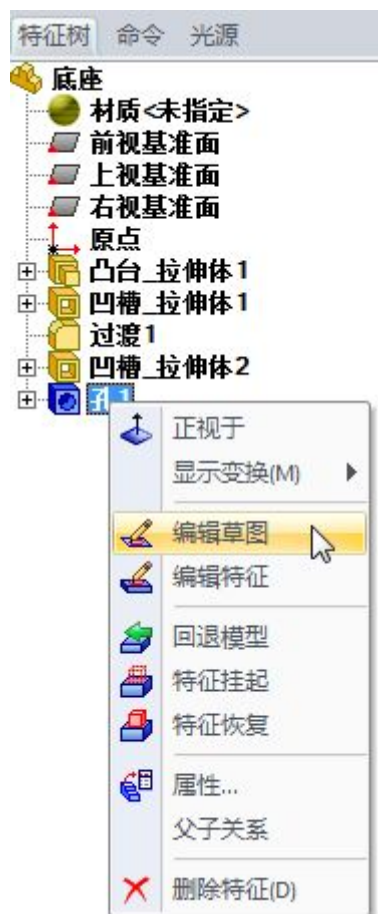 特征树 命令 光源
底座
材质<未指定>
前视基准面
上视基准面
右视基准面
原点
凸台_拉伸体1
凹槽_拉伸体1
过渡1
凹槽_拉伸体2
孔1
正视于
显示变换(M)
编辑草图
编辑特征
回退模型
特征挂起
特征恢复
属性...
父子关系
删除特征(D)